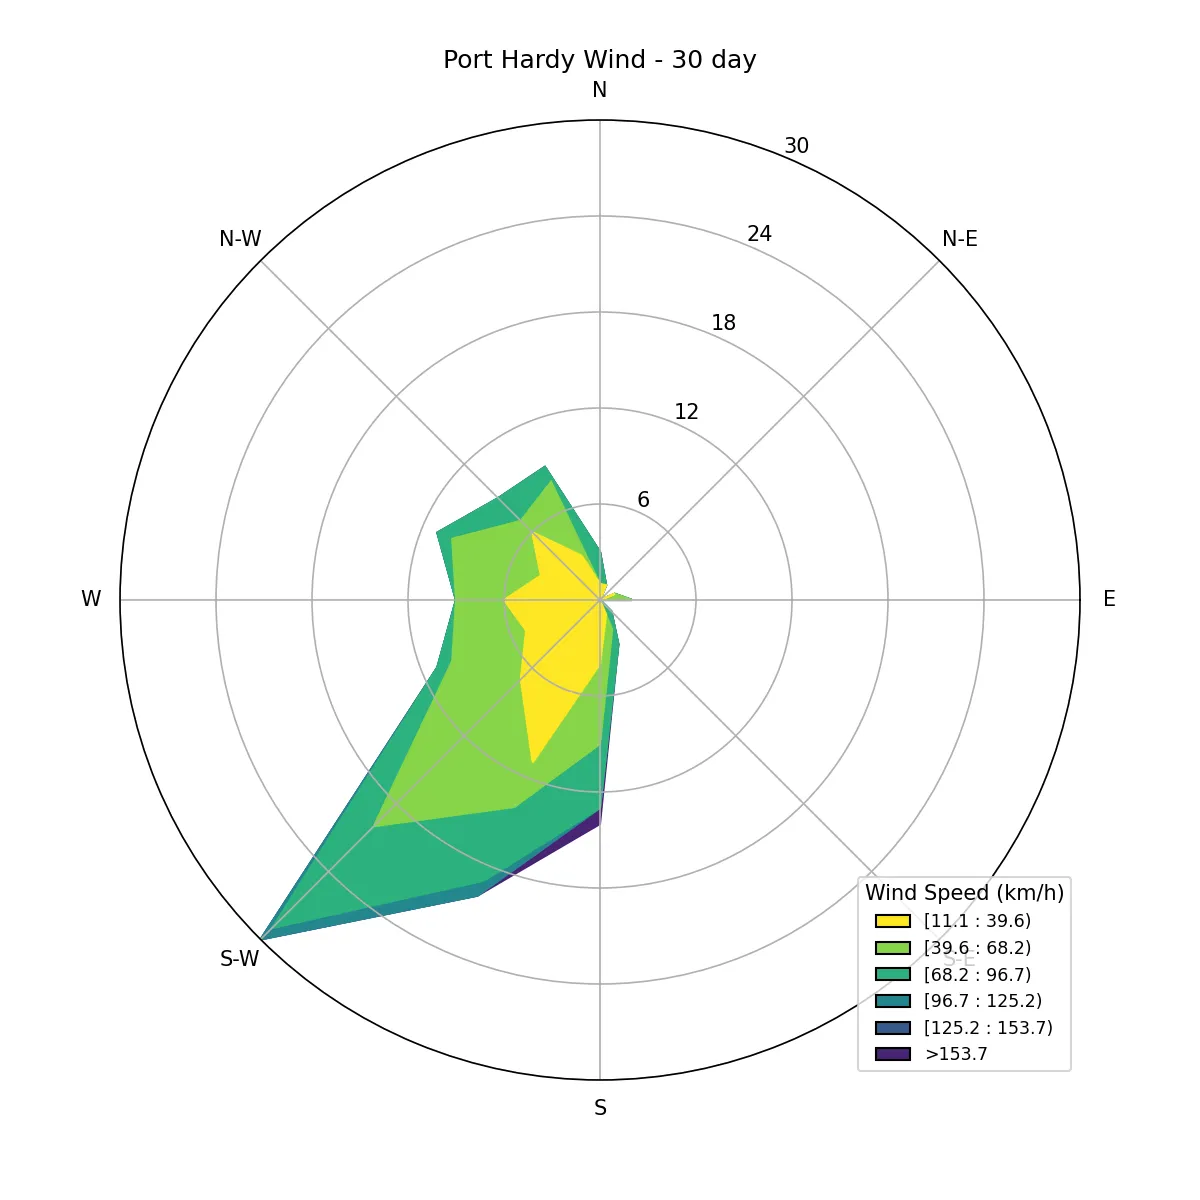 Port Hardy Wind - 30 day
N
30
N-W
N-E
24
18
12
6
W
E
Wind Speed (km/h)
[11.1 : 39.6)
[39.6 : 68.2)
S-W
S-E
[68.2 : 96.7)
[96.7 : 125.2)
[125.2 : 153.7)
>153.7
S